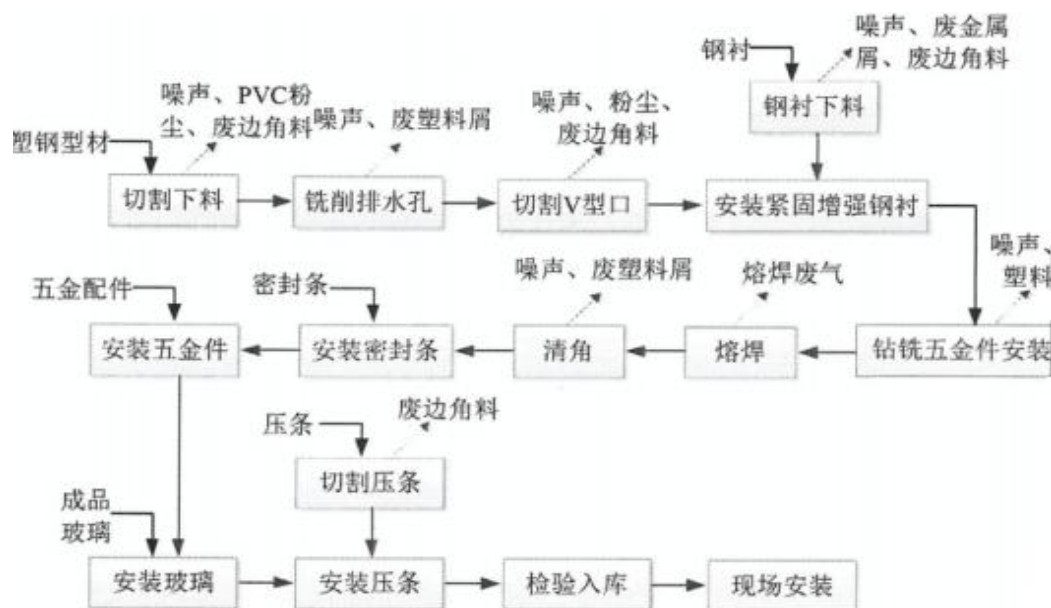 钢衬
噪声、废金属
屑、废边角料
噪声、PVC粉
尘、废边角料
噪声、废塑料屑
噪声、粉尘、
废边角料
钢衬下料
塑钢型材
切割下料
铣削排水孔
切割V型口
安装紧固增强钢衬
噪声、
塑料
五金配件
密封条
噪声、废塑料屑
熔焊废气
安装五金件
安装密封条
清角
熔焊
钻铣五金件安装
压条
废边角料
切割压条
成品
玻璃
安装玻璃
安装压条
检验入库
现场安装